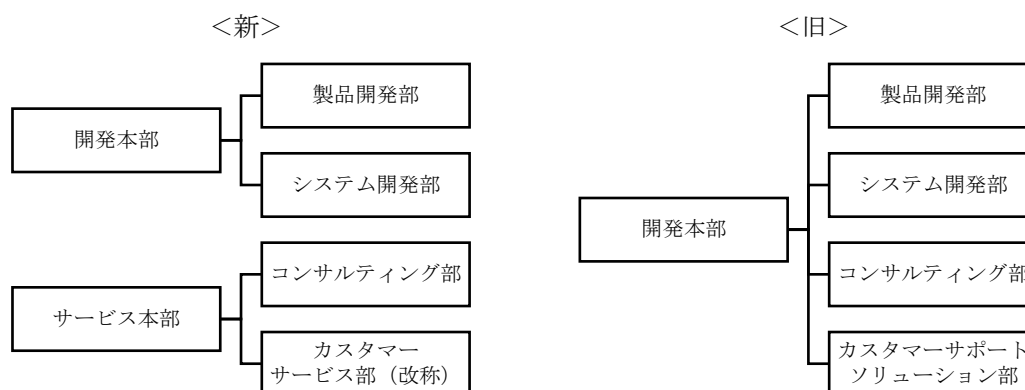 <新>
開発本部
製品開発部
システム開発部
サービス本部
コンサルティング部
カスタマー
サービス部（改称）
<旧>
開発本部
製品開発部
システム開発部
コンサルティング部
カスタマーサポート
ソリューション部